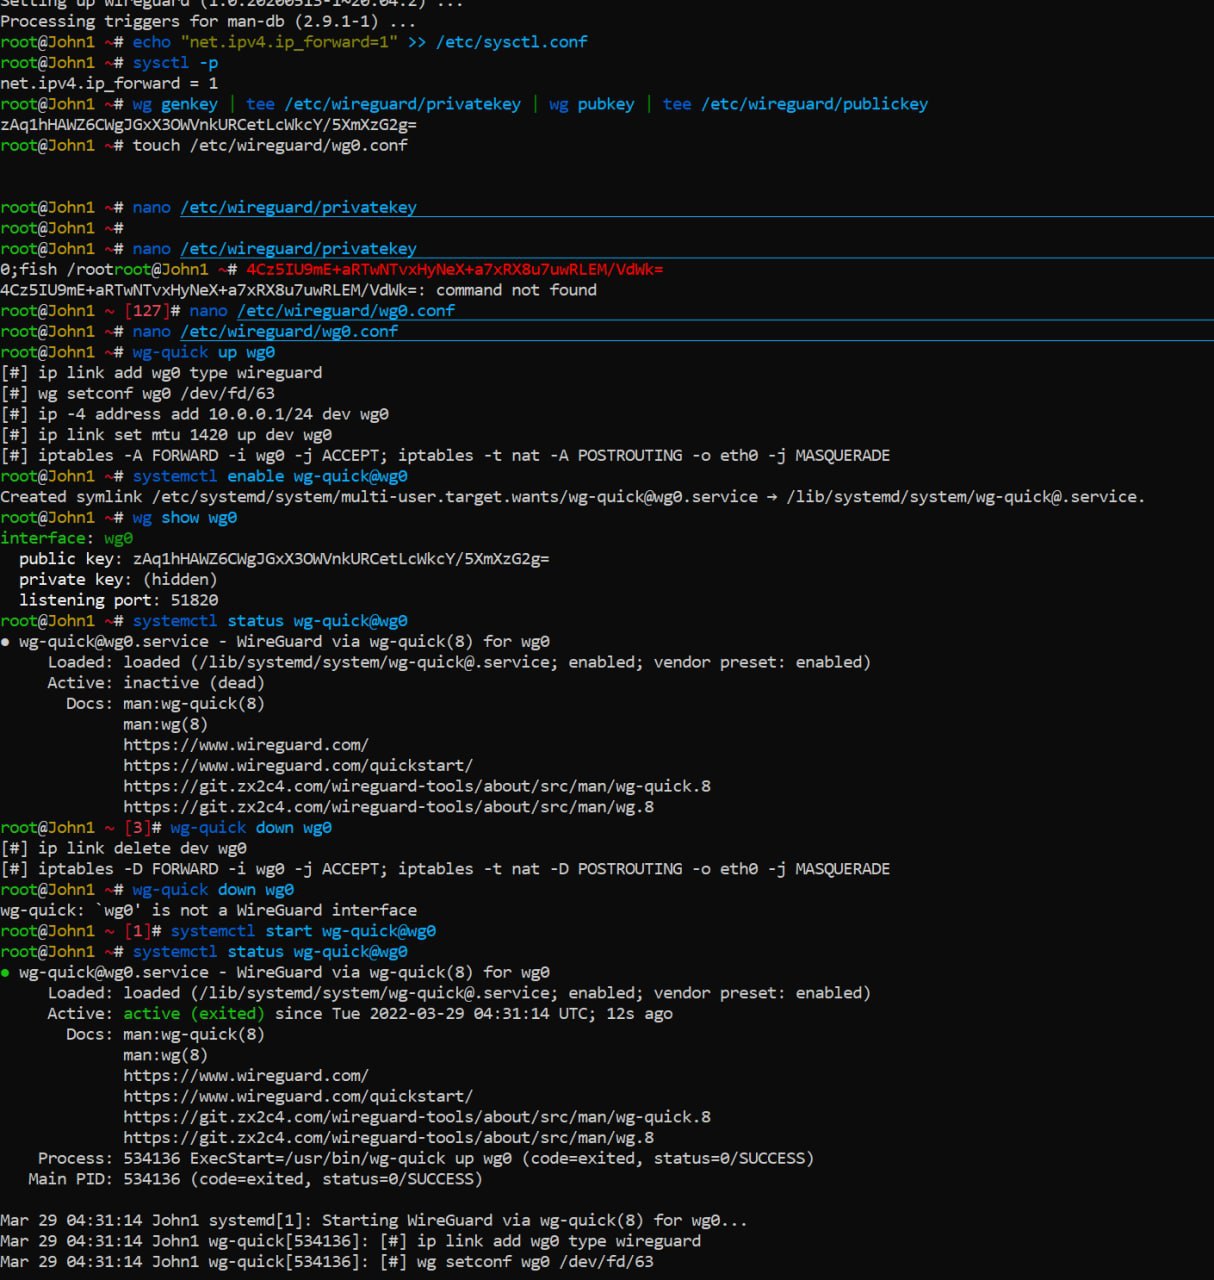 Setting up wireguard (1.0.20200513-1~20.04.2) ...
Processing triggers for man-db (2.9.1-1) ...
root@John1 ~# echo "net.ipv4.ip_forward=1" >> /etc/sysctl.conf
root@John1 ~# sysctl -p
net.ipv4.ip_forward = 1
root@John1 ~# wg genkey | tee /etc/wireguard/privatekey | wg pubkey | tee /etc/wireguard/publickey
zAq1hHAWZ6CWgJGxX3OWVnkURCetLcWkcY/5XmXzG2g=
root@John1 ~# touch /etc/wireguard/wg0.conf
root@John1 ~# nano /etc/wireguard/privatekey
root@John1 ~#
root@John1 ~# nano /etc/wireguard/privatekey
0;fish /rootroot@John1 ~# 4Cz5IU9mE+aRTwNTvxHyNeX+a7xRX8u7uwRLEM/VdWk=
4Cz5IU9mE+aRTwNTvxHyNeX+a7xRX8u7uwRLEM/VdWk=: command not found
root@John1 ~ [127]# nano /etc/wireguard/wg0.conf
root@John1 ~# nano /etc/wireguard/wg0.conf
root@John1 ~# wg-quick up wg0
[#] ip link add wg0 type wireguard
[#] wg setconf wg0 /dev/fd/63
[#] ip -4 address add 10.0.0.1/24 dev wg0
[#] ip link set mtu 1420 up dev wg0
[#] iptables -A FORWARD -i wg0 -j ACCEPT; iptables -t nat -A POSTROUTING -o eth0 -j MASQUERADE
root@John1 ~# systemctl enable wg-quick@wg0
Created symlink /etc/systemd/system/multi-user.target.wants/wg-quick@wg0.service → /lib/systemd/system/wg-quick@.service.
root@John1 ~# wg show wg0
interface: wg0
  public key: zAq1hHAWZ6CWgJGxX3OWVnkURCetLcWkcY/5XmXzG2g=
  private key: (hidden)
  listening port: 51820
root@John1 ~# systemctl status wg-quick@wg0
● wg-quick@wg0.service - WireGuard via wg-quick(8) for wg0
     Loaded: loaded (/lib/systemd/system/wg-quick@.service; enabled; vendor preset: enabled)
     Active: inactive (dead)
       Docs: man:wg-quick(8)
             man:wg(8)
             https://www.wireguard.com/
             https://www.wireguard.com/quickstart/
             https://git.zx2c4.com/wireguard-tools/about/src/man/wg-quick.8
             https://git.zx2c4.com/wireguard-tools/about/src/man/wg.8
root@John1 ~ [3]# wg-quick down wg0
[#] ip link delete dev wg0
[#] iptables -D FORWARD -i wg0 -j ACCEPT; iptables -t nat -D POSTROUTING -o eth0 -j MASQUERADE
root@John1 ~# wg-quick down wg0
wg-quick: `wg0' is not a WireGuard interface
root@John1 ~ [1]# systemctl start wg-quick@wg0
root@John1 ~# systemctl status wg-quick@wg0
● wg-quick@wg0.service - WireGuard via wg-quick(8) for wg0
     Loaded: loaded (/lib/systemd/system/wg-quick@.service; enabled; vendor preset: enabled)
     Active: active (exited) since Tue 2022-03-29 04:31:14 UTC; 12s ago
       Docs: man:wg-quick(8)
             man:wg(8)
             https://www.wireguard.com/
             https://www.wireguard.com/quickstart/
             https://git.zx2c4.com/wireguard-tools/about/src/man/wg-quick.8
             https://git.zx2c4.com/wireguard-tools/about/src/man/wg.8
    Process: 534136 ExecStart=/usr/bin/wg-quick up wg0 (code=exited, status=0/SUCCESS)
   Main PID: 534136 (code=exited, status=0/SUCCESS)
Mar 29 04:31:14 John1 systemd[1]: Starting WireGuard via wg-quick(8) for wg0...
Mar 29 04:31:14 John1 wg-quick[534136]: [#] ip link add wg0 type wireguard
Mar 29 04:31:14 John1 wg-quick[534136]: [#] wg setconf wg0 /dev/fd/63